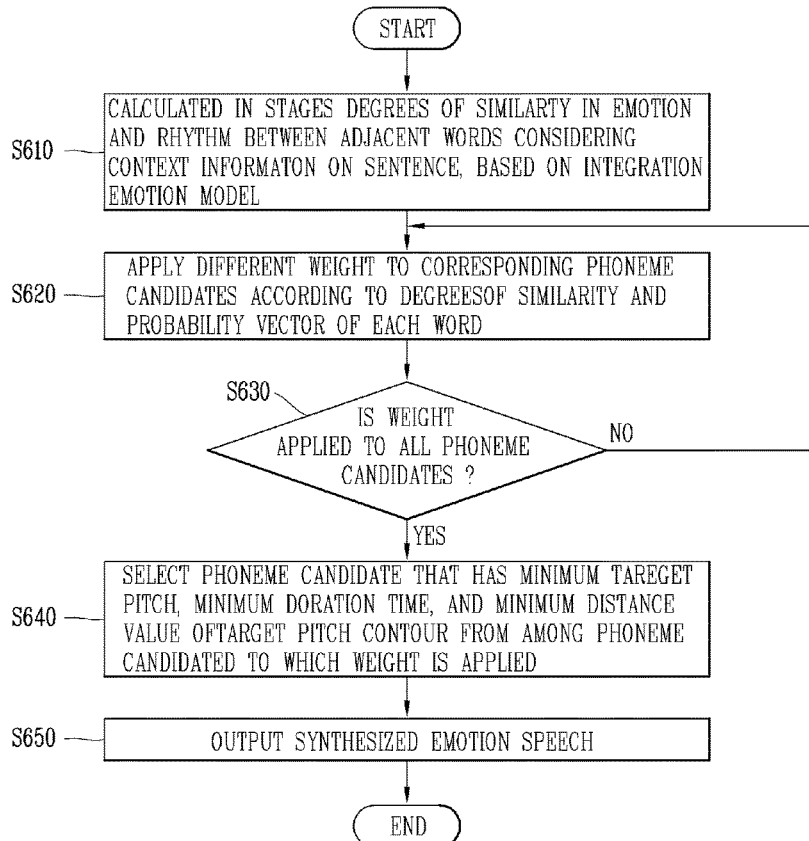 START
S610
CALCULATED IN STAGES DEGREES OF SIMILARTY IN EMOTION
AND RHYTHM BETWEEN ADJACENT WORDS CONSIDERING
CONTEXT INFORMATON ON SENTENCE, BASED ON INTEGRATION
EMOTION MODEL
S620
APPLY DIFFERENT WEIGHT TO CORRESPONDING PHONEME
CANDIDATES ACCORDING TO DEGREESOF SIMILARITY AND
PROBABILITY VECTOR OF EACH WORD
S630
IS WEIGHT
APPLIED TO ALL PHONEME
CANDIDATES ?
NO
YES
S640
SELECT PHONEME CANDIDATE THAT HAS MINIMUM TAREGET
PITCH, MINIMUM DORATION TIME, AND MINIMUM DISTANCE
VALUE OFTARGET PITCH CONTOUR FROM AMONG PHONEME
CANDIDATED TO WHICH WEIGHT IS APPLIED
S650
OUTPUT SYNTHESIZED EMOTION SPEECH
END